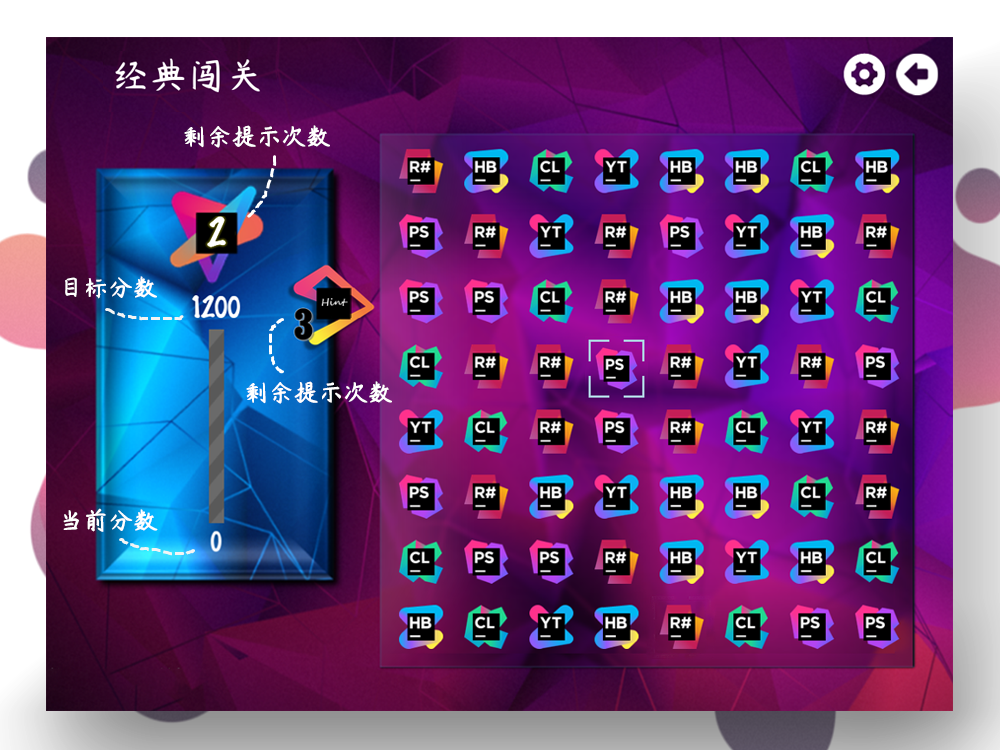 经典闯关
剩余提示次数
2
目标分数
1200
Hint
3
剩余提示次数
当前分数
0
R# HB CL YT HB HB CL HB
PS R# YT R# PS YT HB R#
PS PS CL R# HB HB YT CL
CL R# R# PS R# YT R# PS
YT CL R# PS R# CL YT R#
PS R# HB YT HB HB CL R#
CL PS PS R# HB YT HB CL
HB CL YT HB R# CL PS PS